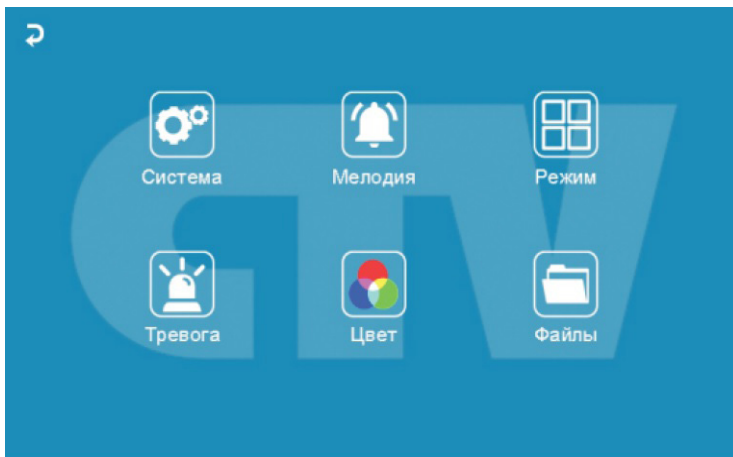 CTV
Система
Мелодия
Режим
Тревога
Цвет
Файлы